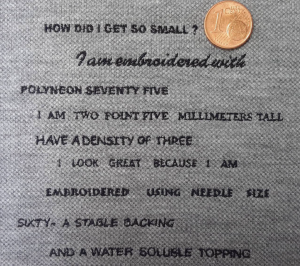 HOW DID I GET SO SMALL?
I am embroidered with
POLYNEON SEVENTY FIVE
I AM TWO POINT FIVE MILLIMETERS TALL
HAVE A DENSITY OF THREE
I LOOK GREAT BECAUSE I AM
EMBROIDERED USING NEEDLE SIZE
SIXTY- A STABLE BACKING
AND A WATER SOLUBLE TOPPING